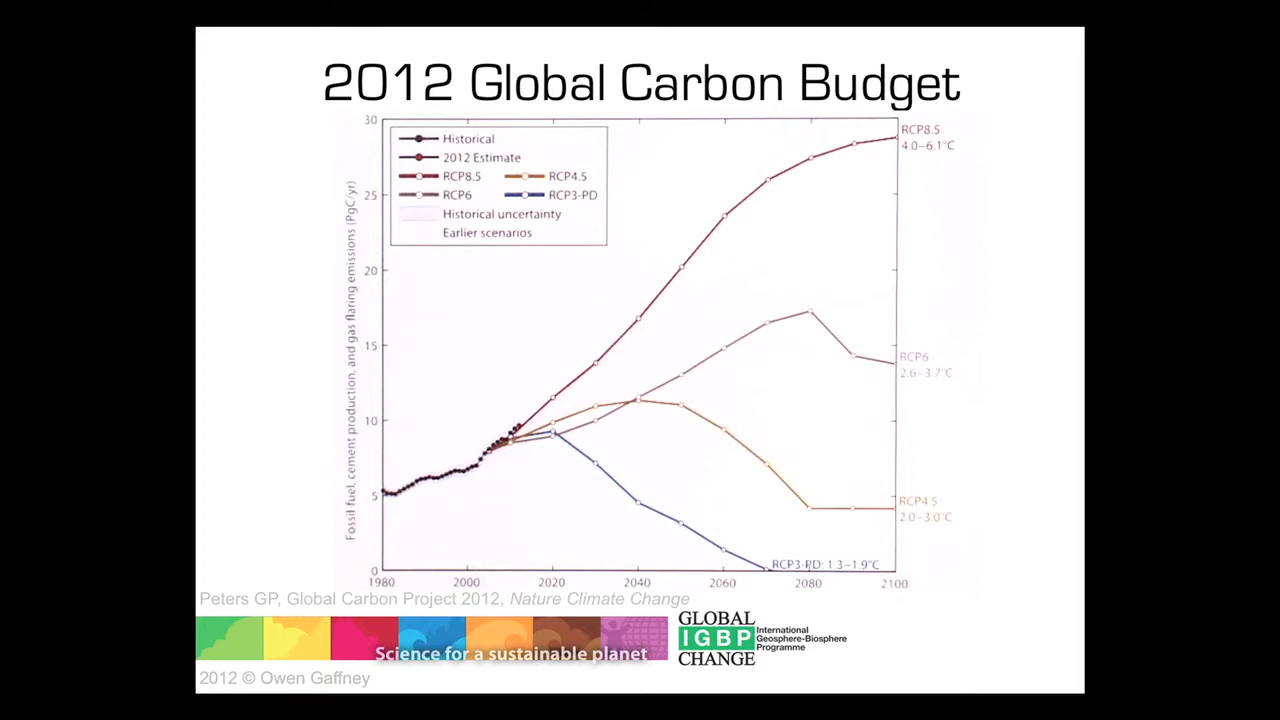 2012 Global Carbon Budget
Fossil fuel, cement production, and gas flaring emissions (PgC/yr)
30
25
20
15
10
5
0
Historical
2012 Estimate
RCP8.5
RCP4.5
RCP6
RCP3-PD
Historical uncertainty
Earlier scenarios
RCP8.5
4.0–6.1°C
RCP6
2.6–3.7°C
RCP4.5
2.0–3.0°C
RCP3-PD: 1.3–1.9°C
1980 2000 2020 2040 2060 2080 2100
Peters GP, Global Carbon Project 2012, Nature Climate Change
Science for a sustainable planet
GLOBAL
IGBP
CHANGE
International
Geosphere-Biosphere
Programme
2012 © Owen Gaffney